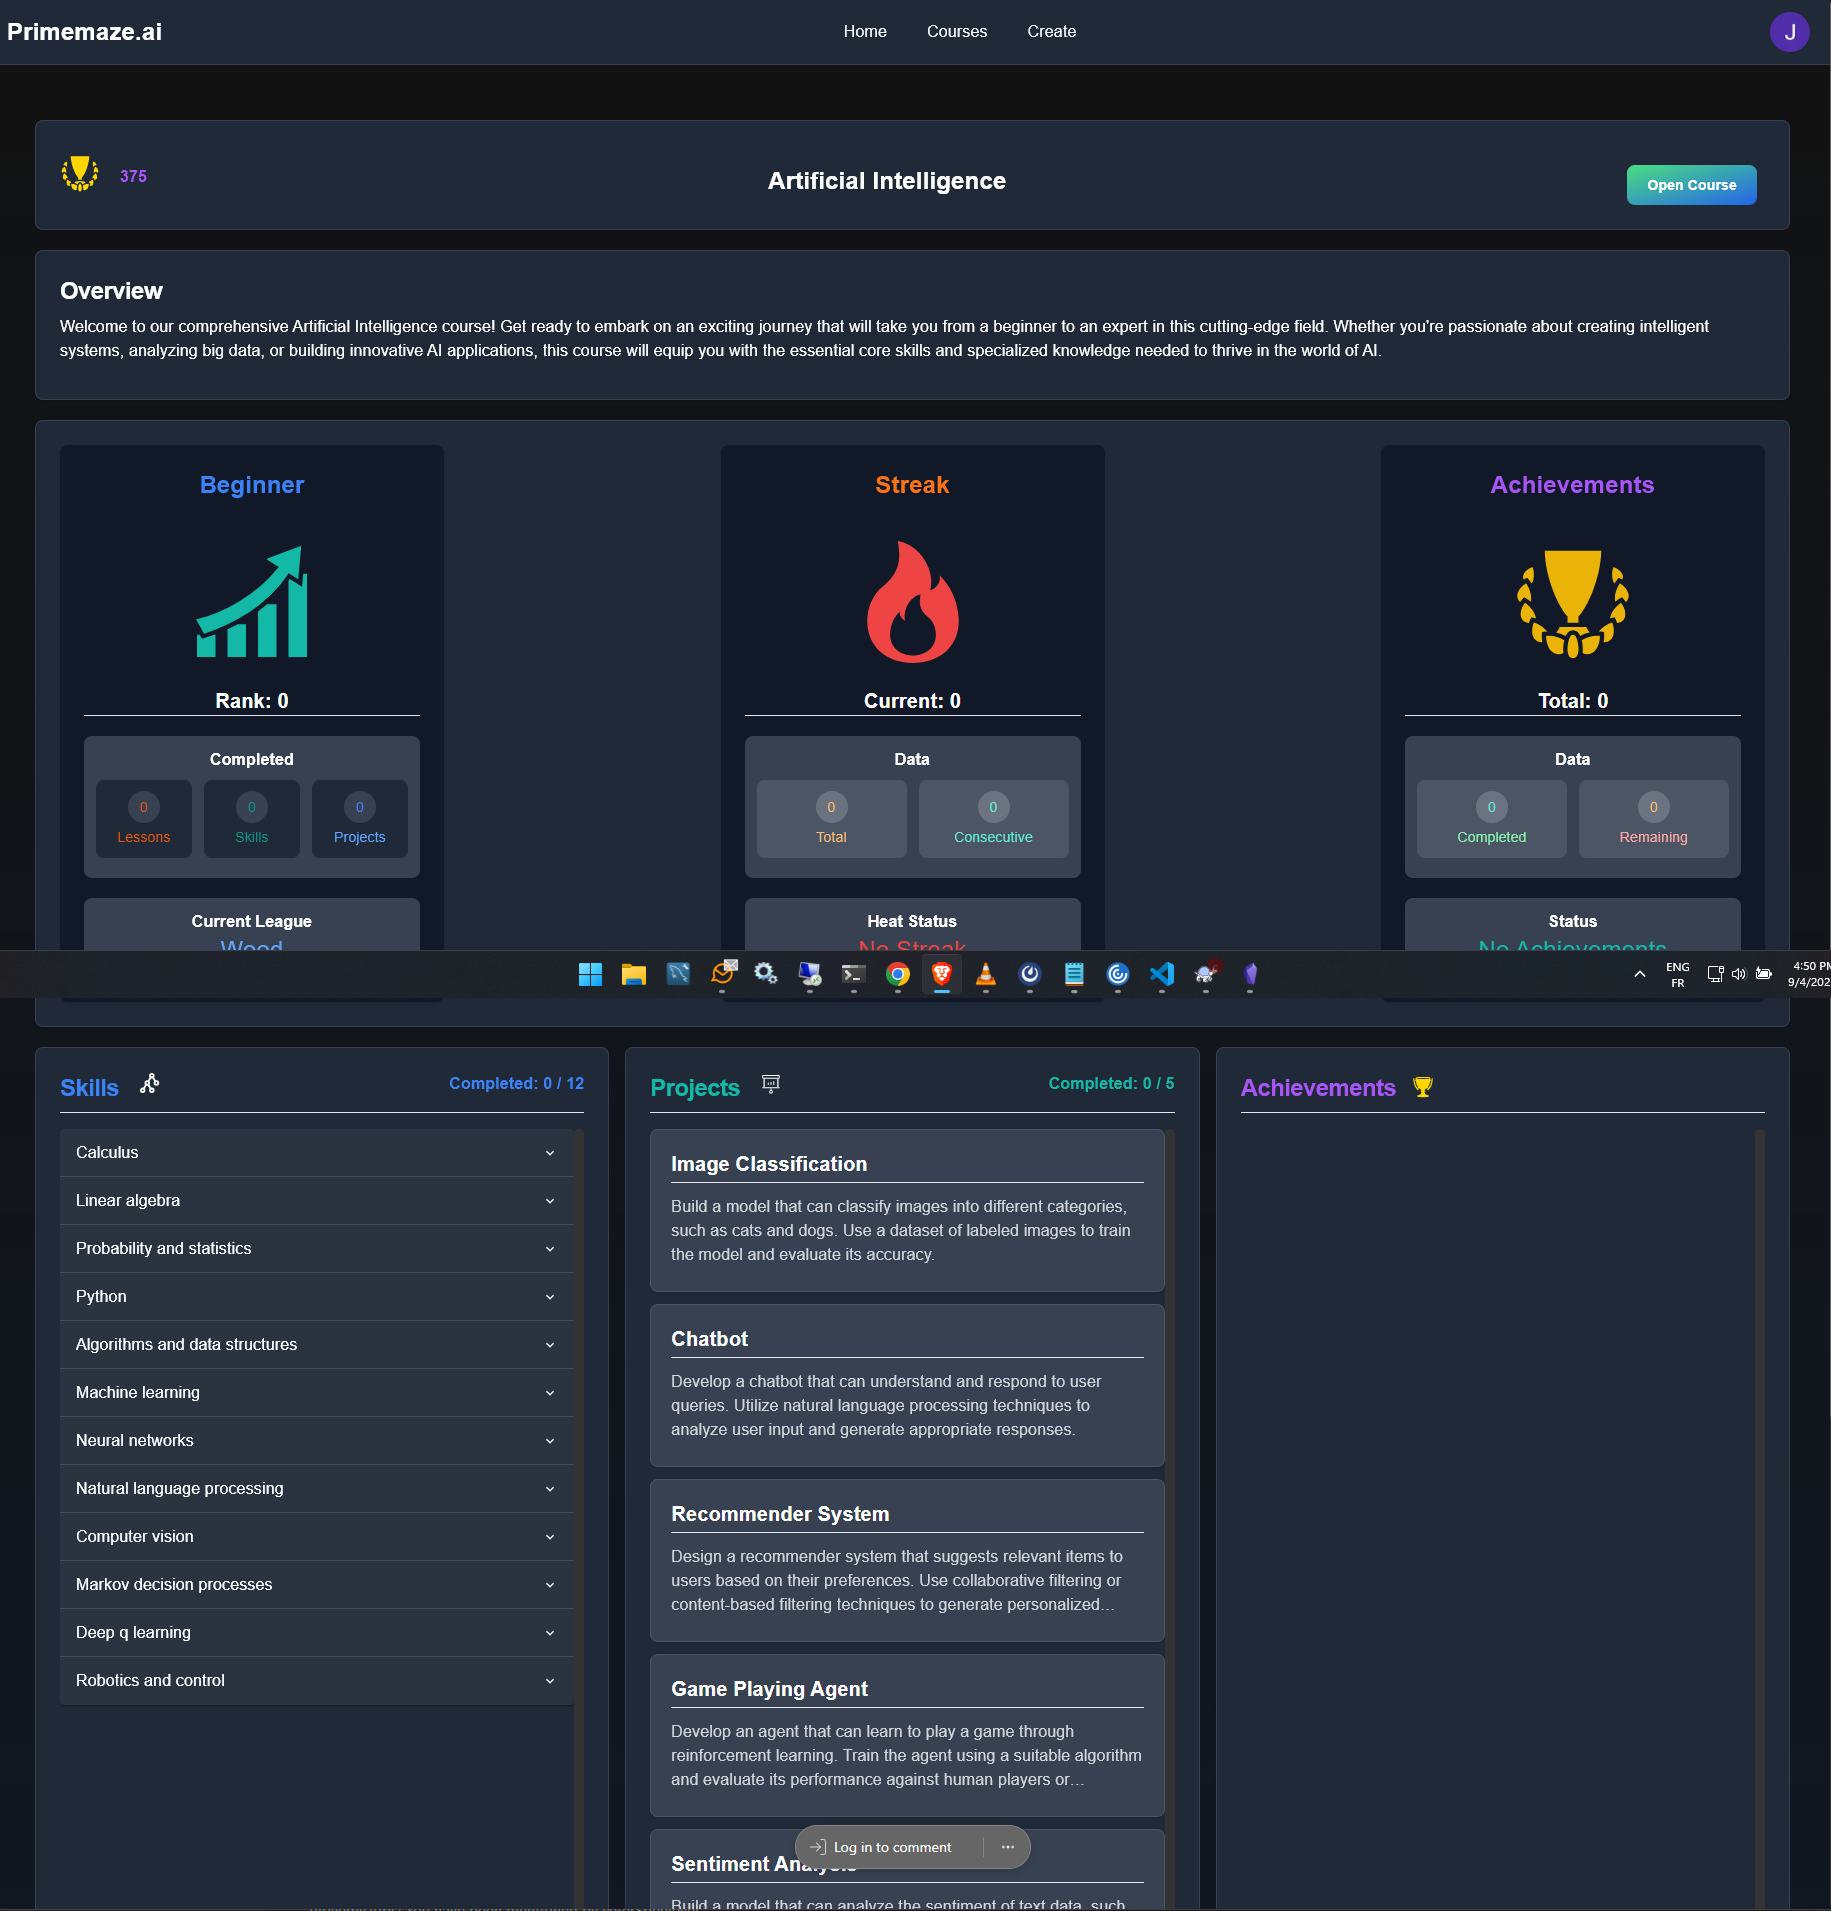 Primemaze.ai
Home
Courses
Create
J
375
Artificial Intelligence
Open Course
Overview
Welcome to our comprehensive Artificial Intelligence course! Get ready to embark on an exciting journey that will take you from a beginner to an expert in this cutting-edge field. Whether you're passionate about creating intelligent
systems, analyzing big data, or building innovative AI applications, this course will equip you with the essential core skills and specialized knowledge needed to thrive in the world of AI.
Beginner
Rank: 0
Completed
0
Lessons
0
Skills
0
Projects
Current League
Wood
Streak
Current: 0
Data
0
Total
0
Consecutive
Heat Status
No Streak
Achievements
Total: 0
Data
0
Completed
0
Remaining
Status
No Achievements
ENG
FR
4:50 PM
9/4/202
Skills
Completed: 0 / 12
Calculus
Linear algebra
Probability and statistics
Python
Algorithms and data structures
Machine learning
Neural networks
Natural language processing
Computer vision
Markov decision processes
Deep q learning
Robotics and control
Projects
Completed: 0 / 5
Image Classification
Build a model that can classify images into different categories,
such as cats and dogs. Use a dataset of labeled images to train
the model and evaluate its accuracy.
Chatbot
Develop a chatbot that can understand and respond to user
queries. Utilize natural language processing techniques to
analyze user input and generate appropriate responses.
Recommender System
Design a recommender system that suggests relevant items to
users based on their preferences. Use collaborative filtering or
content-based filtering techniques to generate personalized...
Game Playing Agent
Develop an agent that can learn to play a game through
reinforcement learning. Train the agent using a suitable algorithm
and evaluate its performance against human players or...
Sentiment Analysis
Build a model that can analyze the sentiment of text data, such
Achievements
Log in to comment